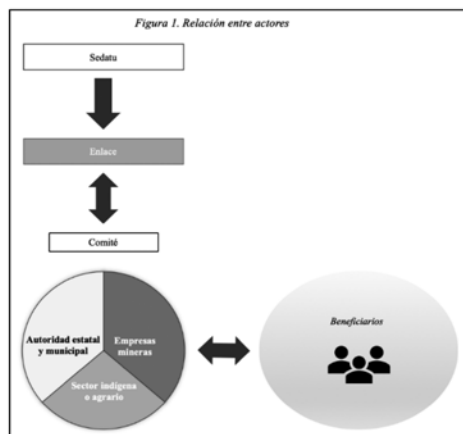 Figura 1. Relación entre actores
Sedatu
Enlace
Comité
Autoridad estatal
y municipal
Empresas
mineras
Sector indígena
o agrario
Beneficiarios